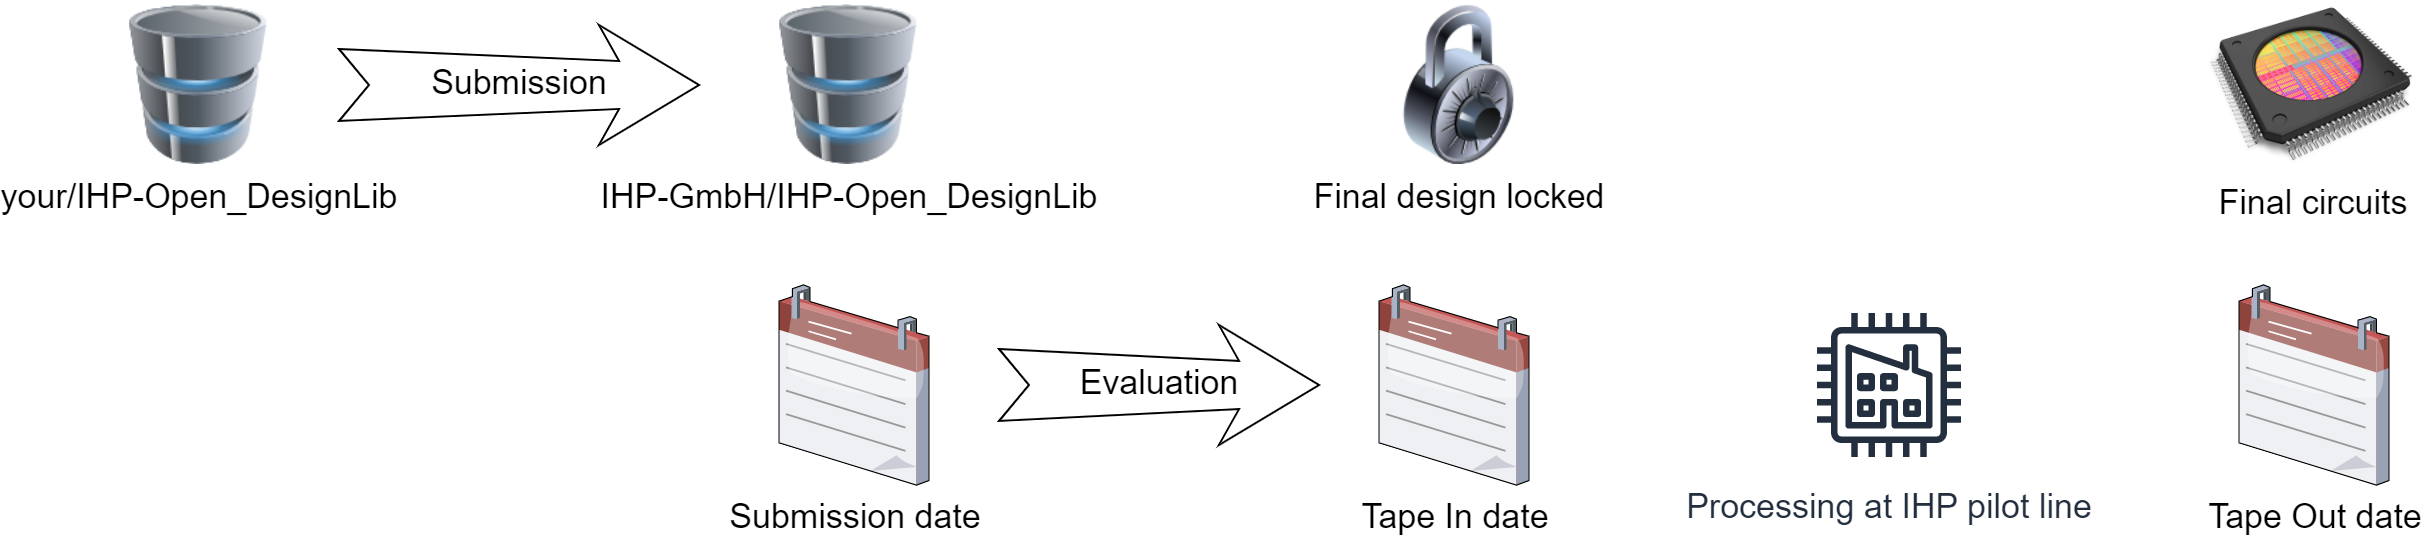 Submission
your/IHP-Open_DesignLib
IHP-GmbH/IHP-Open_DesignLib
Final design locked
Final circuits
Evaluation
Submission date
Tape In date
Processing at IHP pilot line
Tape Out date